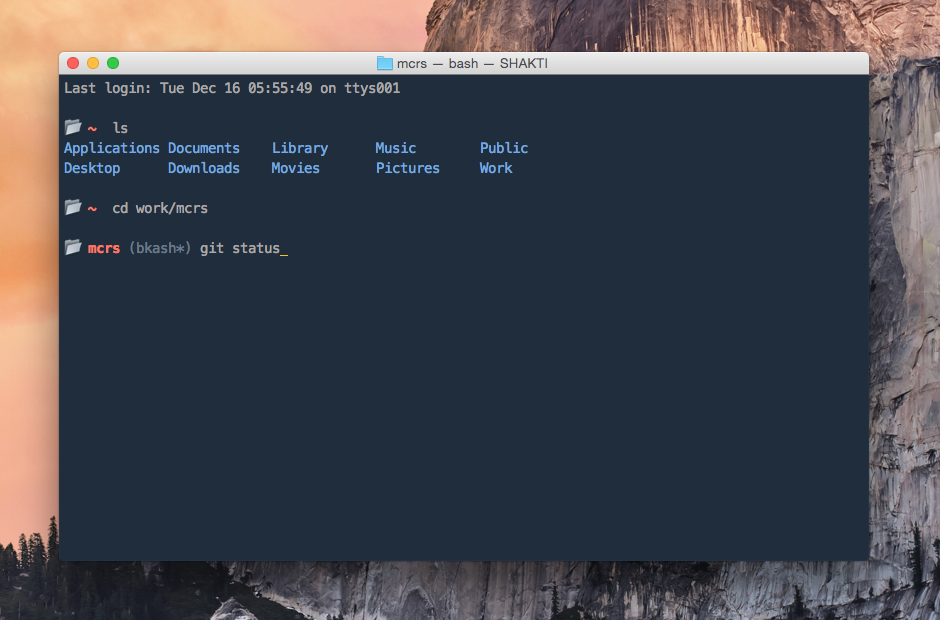 mcrs — bash — SHAKTI
Last login: Tue Dec 16 05:55:49 on ttys001
~ ls
Applications Documents Library Music Public
Desktop Downloads Movies Pictures Work
~ cd work/mcrs
mcrs (bkash*) git status_